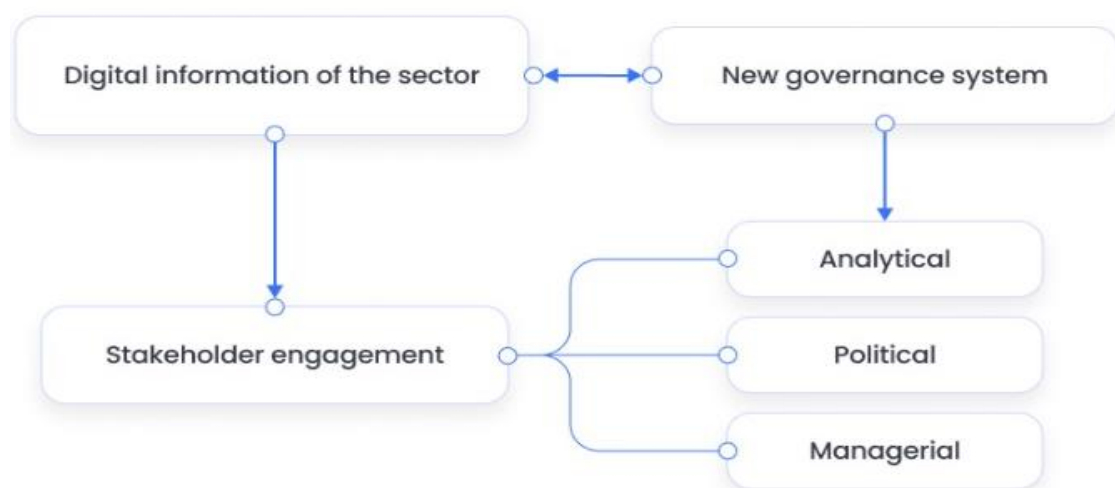 Digital information of the sector
New governance system
Analytical
Stakeholder engagement
Political
Managerial